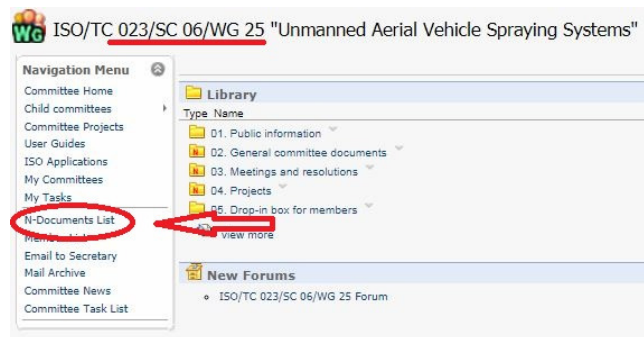 WG ISO/TC 023/SC 06/WG 25 "Unmanned Aerial Vehicle Spraying Systems"
Navigation Menu
Committee Home
Child committees
Committee Projects
User Guides
ISO Applications
My Committees
My Tasks
N-Documents List
Email to Secretary
Mail Archive
Committee News
Committee Task List
Library
Type Name
01. Public information
02. General committee documents
03. Meetings and resolutions
04. Projects
05. Drop-in box for members
View more
New Forums
ISO/TC 023/SC 06/WG 25 Forum